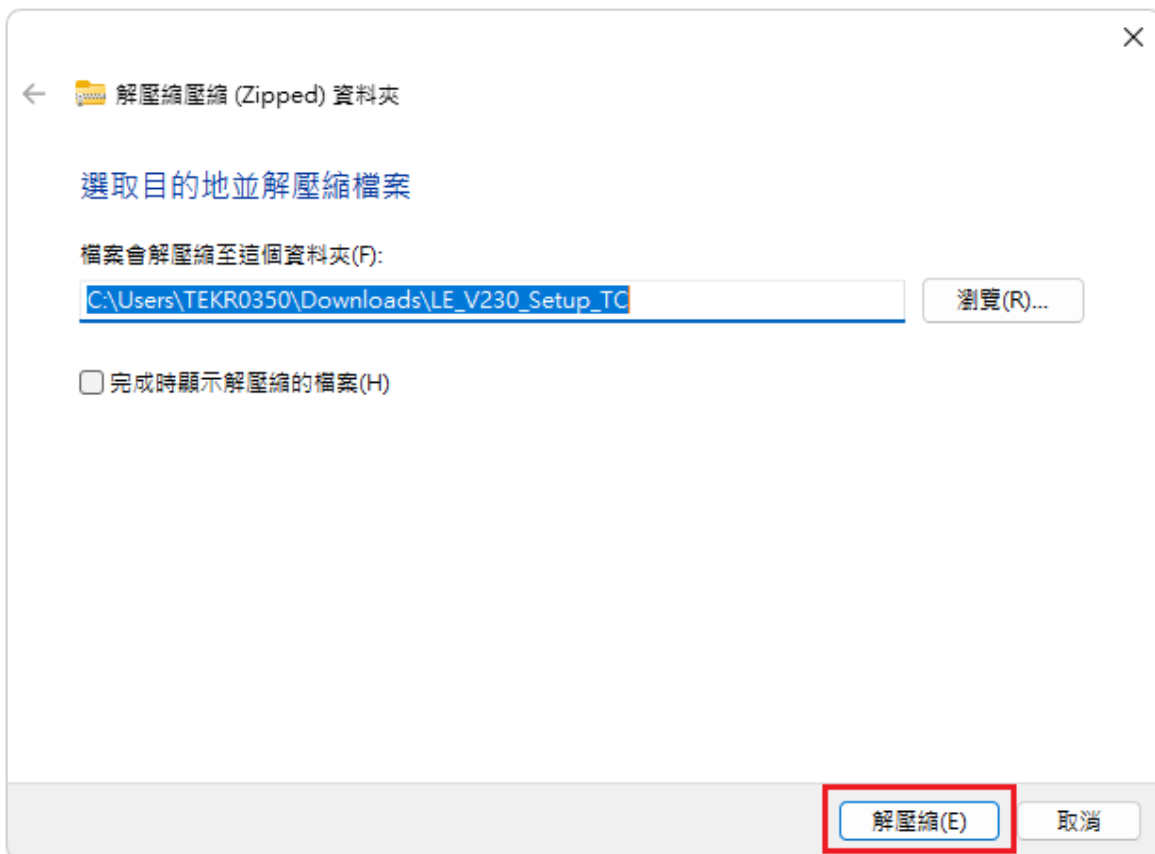 解壓縮壓縮 (Zipped) 資料夾
選取目的地並解壓縮檔案
檔案會解壓縮至這個資料夾(F):
C:\Users\TEKR0350\Downloads\LE_V230_Setup_TC
瀏覽(R)...
完成時顯示解壓縮的檔案(H)
解壓縮(E)
取消